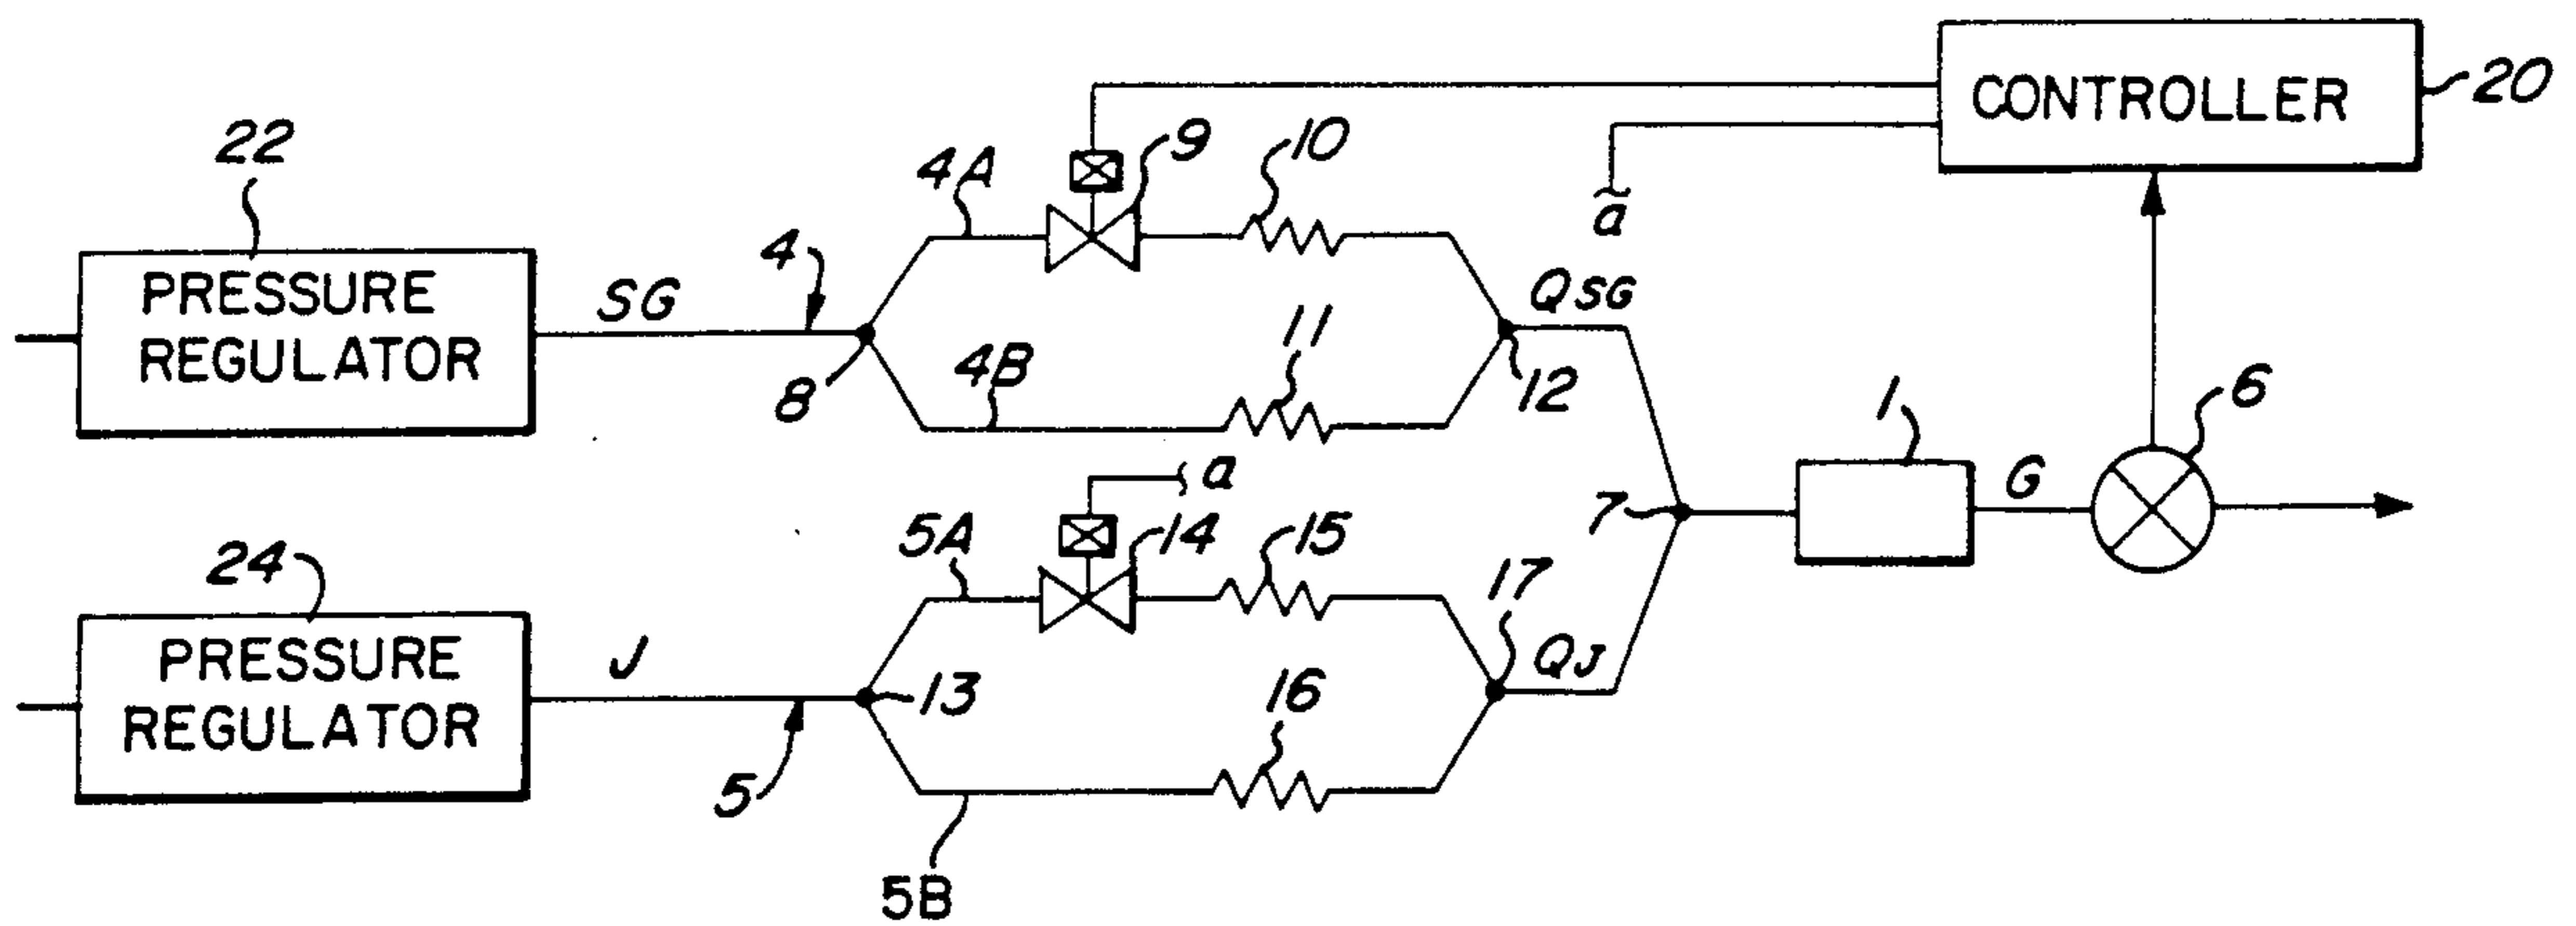 CONTROLLER
20
22
9
10
4A
a
PRESSURE
REGULATOR
SG
4
QSG
11
8
4B
12
1
6
a
G
7
5A
14
15
17
24
PRESSURE
REGULATOR
J
13
16
QJ
5
5B